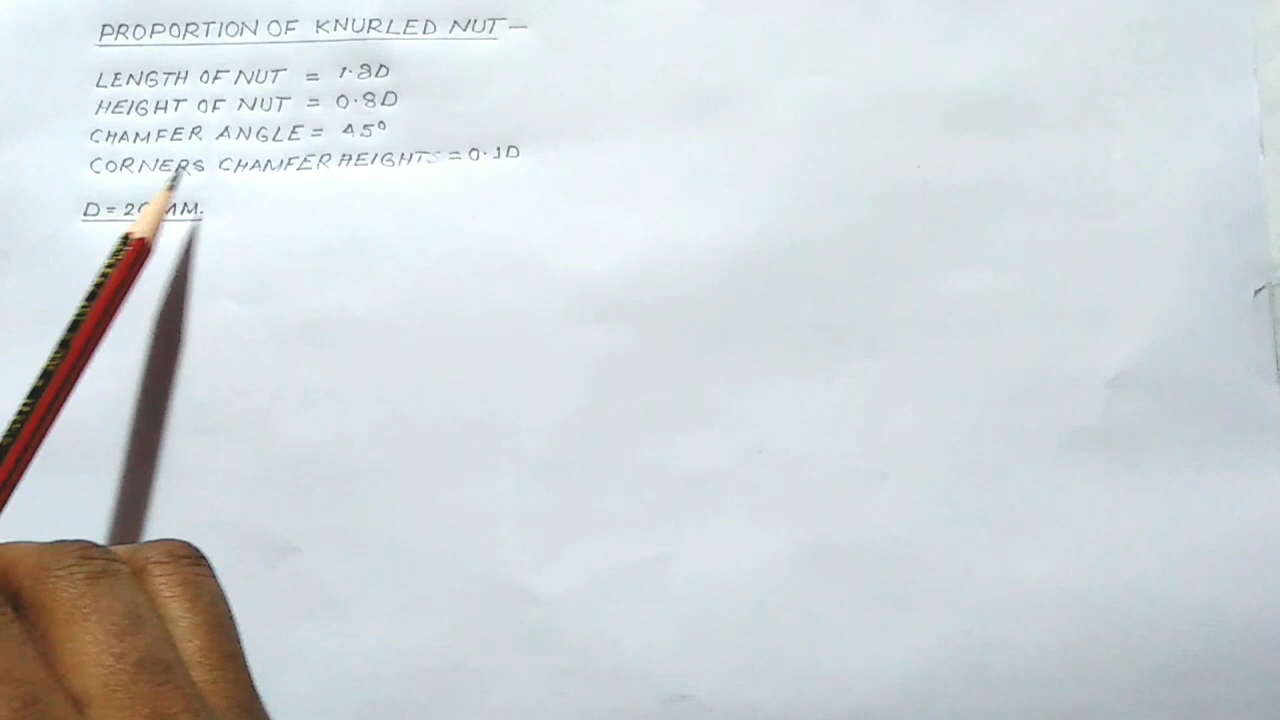 PROPORTION OF KNURLED NUT —
LENGTH OF NUT = 1.8D
HEIGHT OF NUT = 0.8D
CHAMFER ANGLE = 45°
CORNERS CHAMFER HEIGHTS = 0.1D
D =